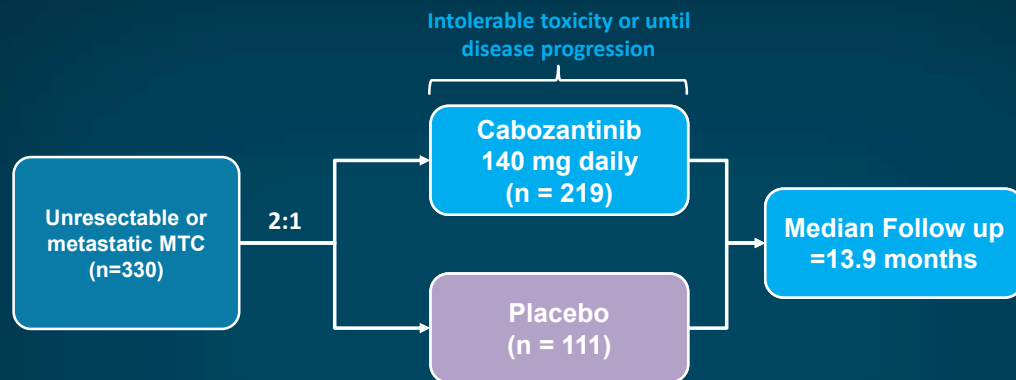 Intolerable toxicity or until
disease progression
Cabozantinib
140 mg daily
(n = 219)
Unresectable or
metastatic MTC
(n=330)
2:1
Median Follow up
=13.9 months
Placebo
(n = 111)